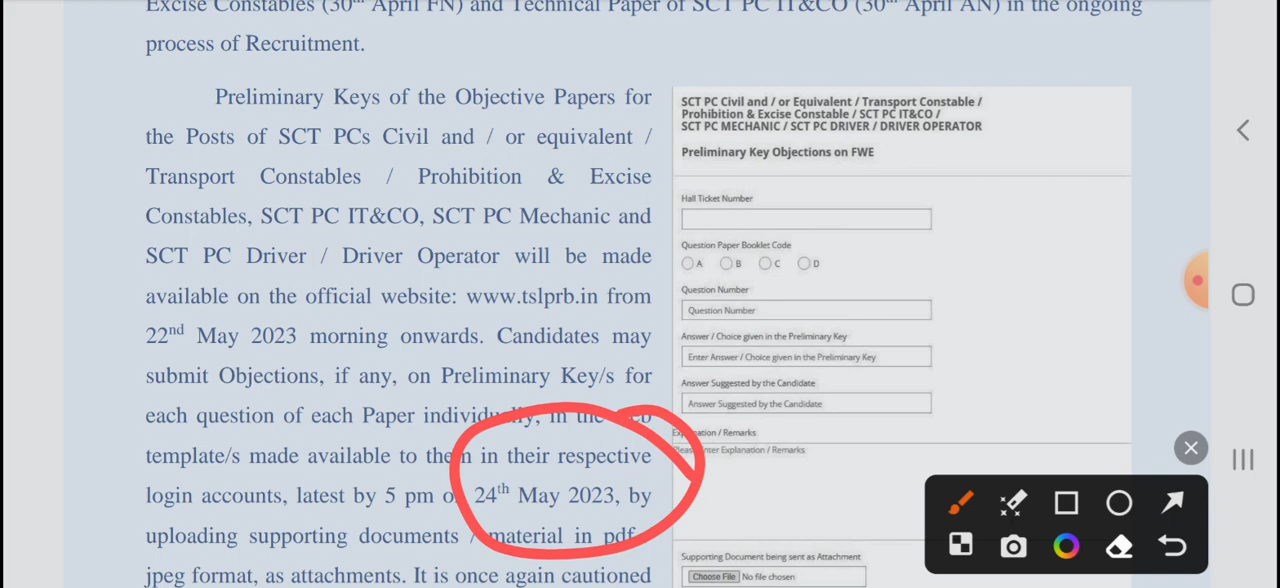 Excise Constables (30th April FN) and Technical Paper of SCT PC IT&CO (30th April AN) in the ongoing
process of Recruitment.
Preliminary Keys of the Objective Papers for
the Posts of SCT PCs Civil and / or equivalent /
Transport Constables / Prohibition & Excise
Constables, SCT PC IT&CO, SCT PC Mechanic and
SCT PC Driver / Driver Operator will be made
available on the official website: www.tslprb.in from
22nd May 2023 morning onwards. Candidates may
submit Objections, if any, on Preliminary Key/s for
each question of each Paper individually, in the
template/s made available to them in their respective
login accounts, latest by 5 pm 24th May 2023, by
uploading supporting documents / material in pdf
jpeg format, as attachments. It is once again cautioned
SCT PC Civil and / or Equivalent / Transport Constable /
Prohibition & Excise Constable / SCT PC IT&CO /
SCT PC MECHANIC / SCT PC DRIVER / DRIVER OPERATOR
Preliminary Key Objections on FWE
Hall Ticket Number
Question Paper Booklet Code
A B C D
Question Number
Question Number
Answer / Choice given in the Preliminary Key
Enter Answer / Choice given in the Preliminary Key
Answer Suggested by the Candidate
Answer Suggested by the Candidate
/ Remarks
Enter Explanation / Remarks
Supporting Document being sent as Attachment
Choose File No file chosen